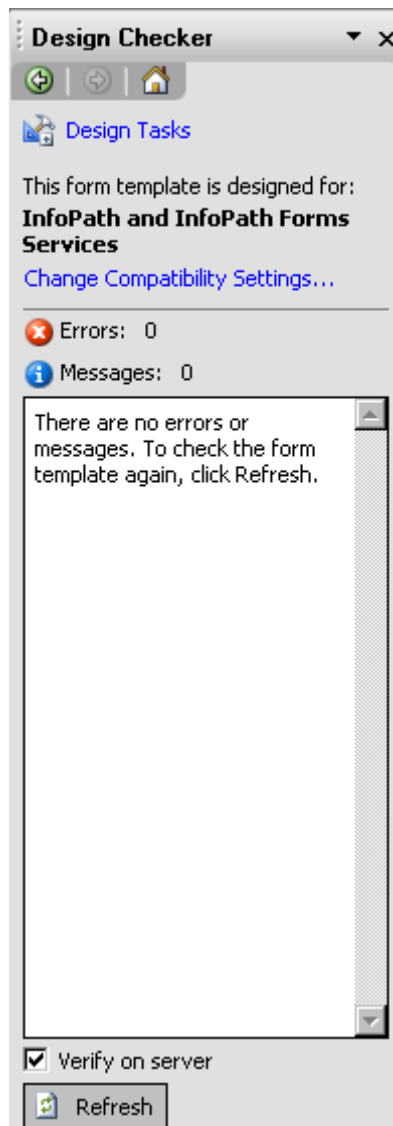 Design Checker
Design Tasks
This form template is designed for:
InfoPath and InfoPath Forms
Services
Change Compatibility Settings...
Errors: 0
Messages: 0
There are no errors or
messages. To check the form
template again, click Refresh.
Verify on server
Refresh